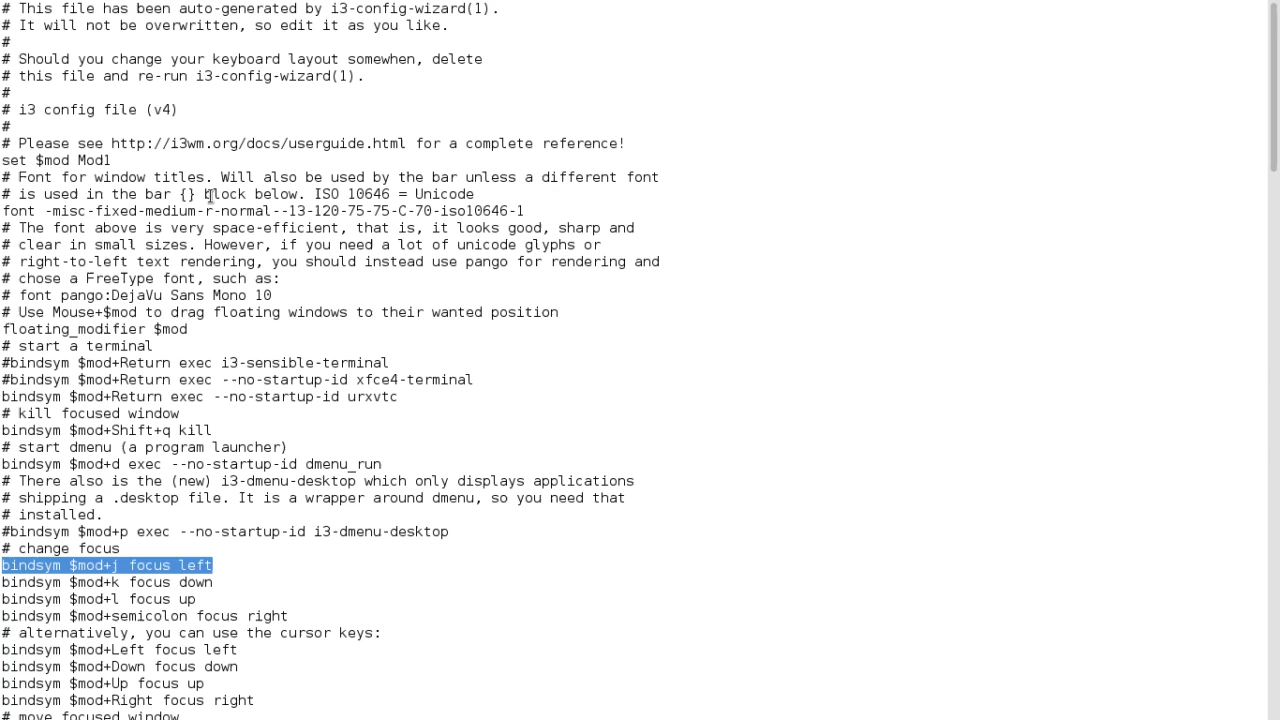 # This file has been auto-generated by i3-config-wizard(1).
# It will not be overwritten, so edit it as you like.
#
# Should you change your keyboard layout somewhen, delete
# this file and re-run i3-config-wizard(1).
#
# i3 config file (v4)
#
# Please see http://i3wm.org/docs/userguide.html for a complete reference!
set $mod Mod1
# Font for window titles. Will also be used by the bar unless a different font
# is used in the bar {} block below. ISO 10646 = Unicode
font -misc-fixed-medium-r-normal--13-120-75-75-C-70-iso10646-1
# The font above is very space-efficient, that is, it looks good, sharp and
# clear in small sizes. However, if you need a lot of unicode glyphs or
# right-to-left text rendering, you should instead use pango for rendering and
# chose a FreeType font, such as:
# font pango:DejaVu Sans Mono 10
# Use Mouse+$mod to drag floating windows to their wanted position
floating_modifier $mod
# start a terminal
#bindsym $mod+Return exec i3-sensible-terminal
#bindsym $mod+Return exec --no-startup-id xfce4-terminal
bindsym $mod+Return exec --no-startup-id urxvtc
# kill focused window
bindsym $mod+Shift+q kill
# start dmenu (a program launcher)
bindsym $mod+d exec --no-startup-id dmenu_run
# There also is the (new) i3-dmenu-desktop which only displays applications
# shipping a .desktop file. It is a wrapper around dmenu, so you need that
# installed.
#bindsym $mod+p exec --no-startup-id i3-dmenu-desktop
# change focus
bindsym $mod+j focus left
bindsym $mod+k focus down
bindsym $mod+l focus up
bindsym $mod+semicolon focus right
# alternatively, you can use the cursor keys:
bindsym $mod+Left focus left
bindsym $mod+Down focus down
bindsym $mod+Up focus up
bindsym $mod+Right focus right
# move focused window